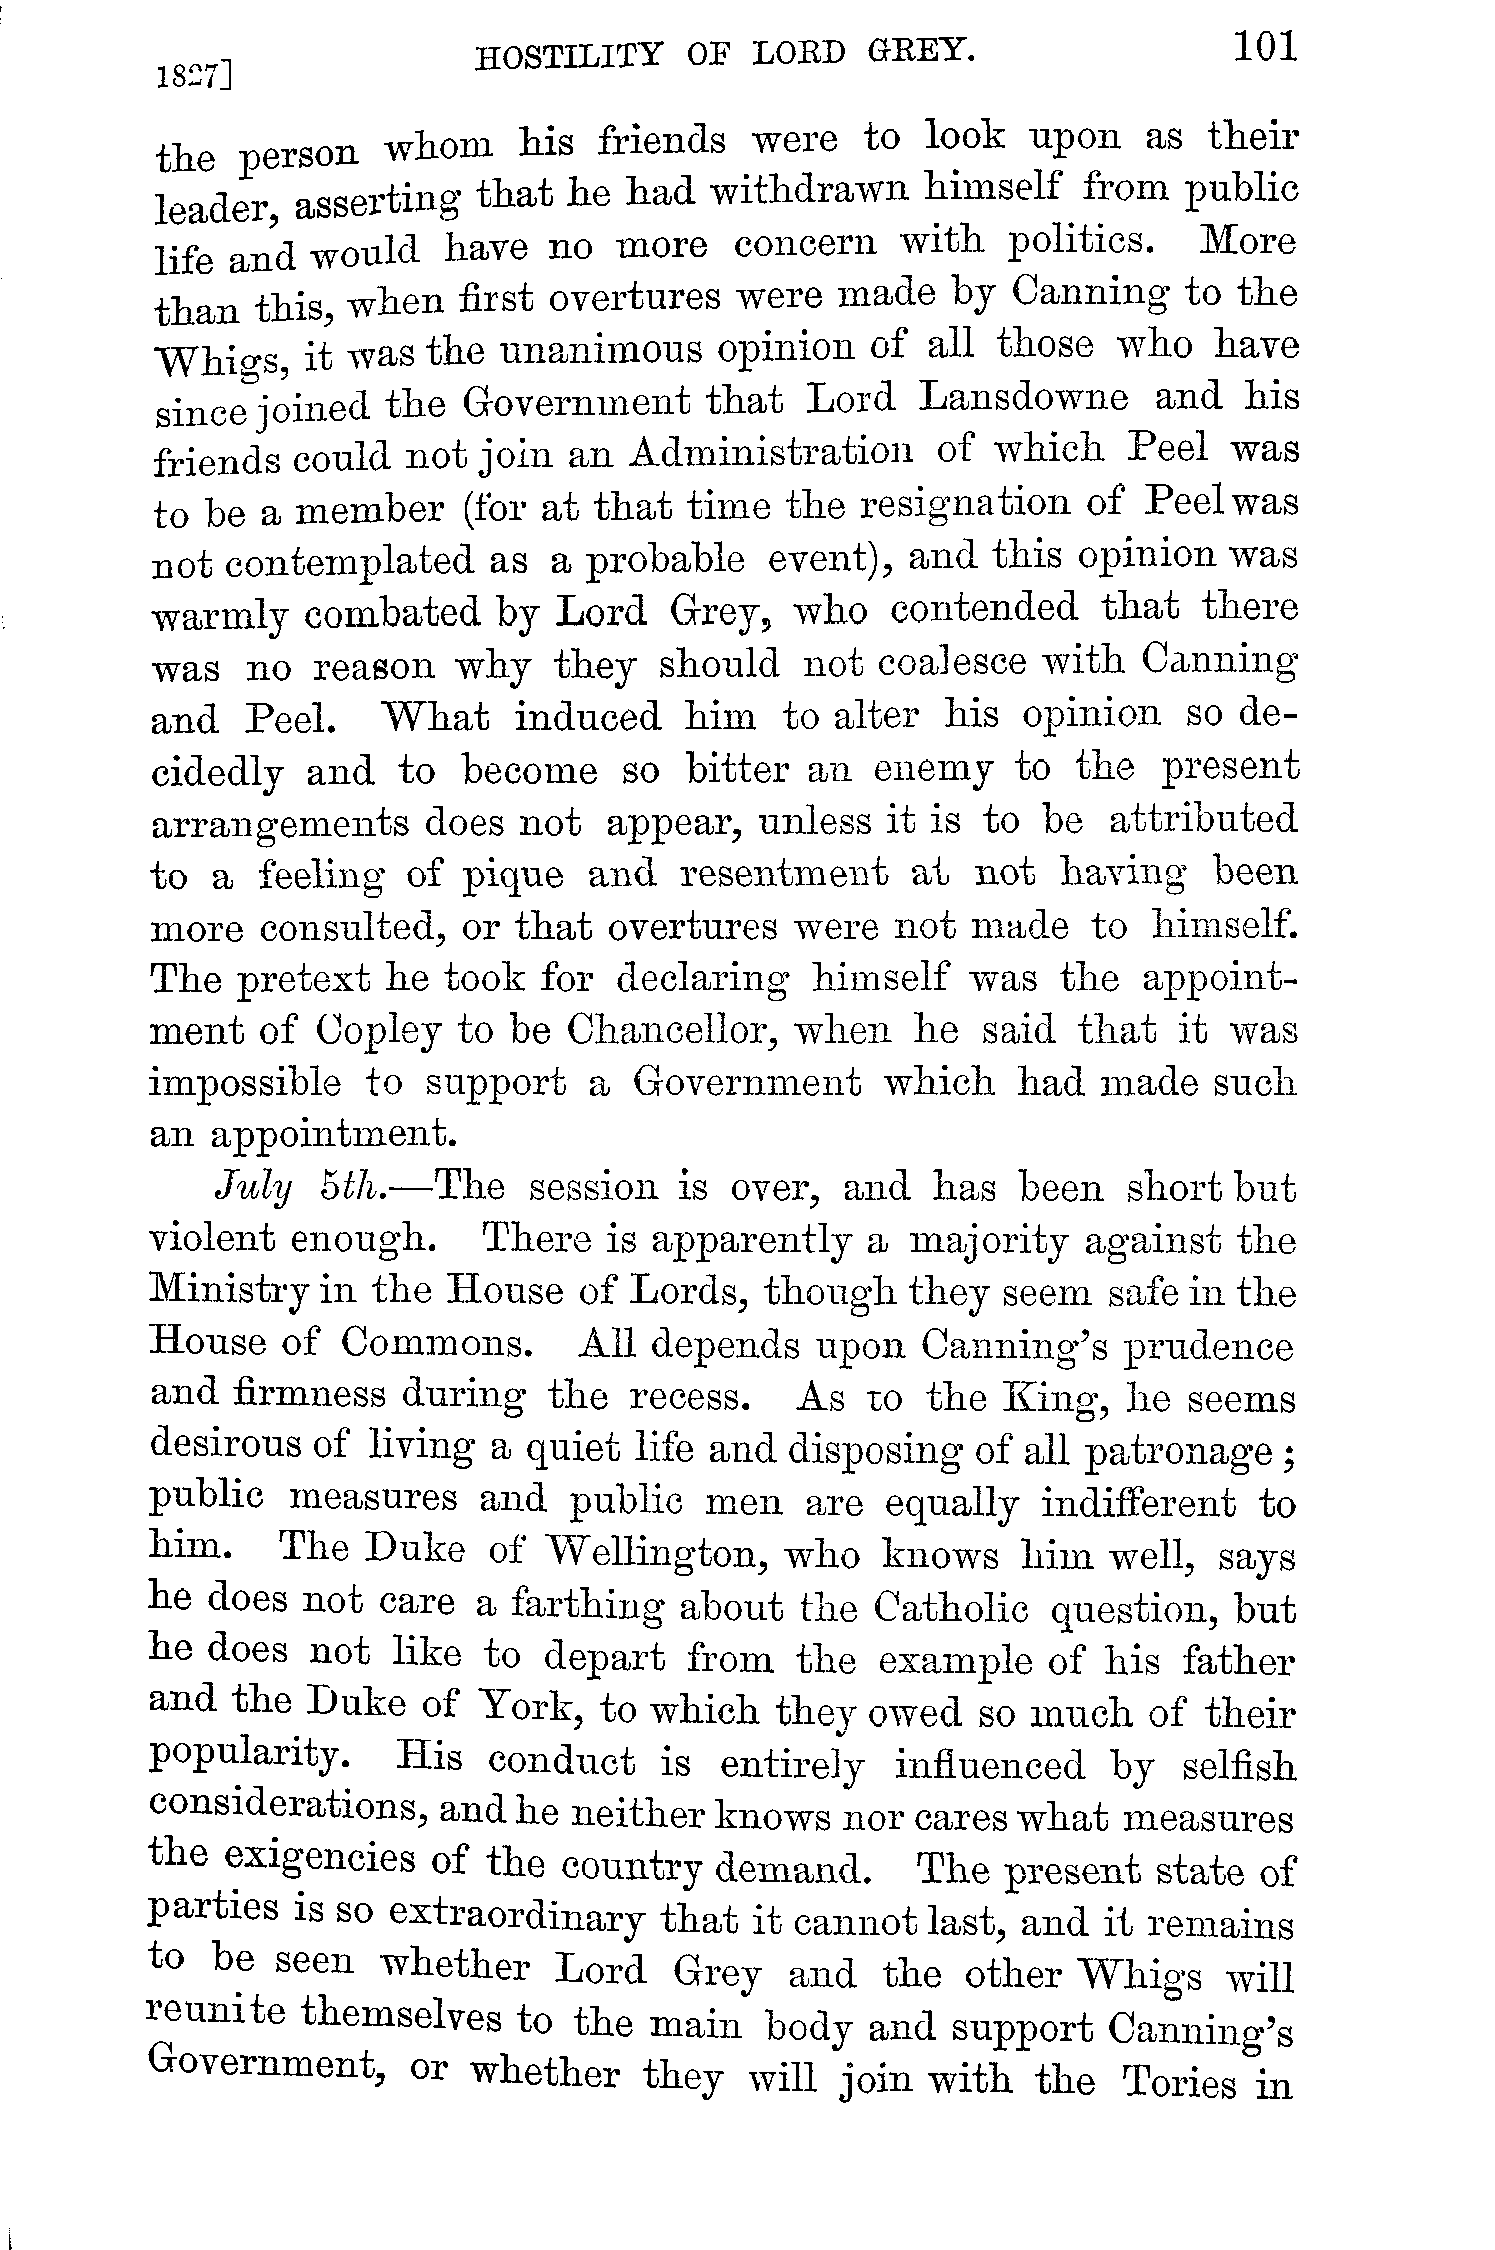 HOSTILITY OF LORD GREY. 101
1827]
the person whom his friends were to look upon as their
leader, asserting that he had withdrawn himself from public
life and would have no more concern with politics. More
than this, when first overtures were made by Canning to the
Whigs, it was the unanimous opinion of all those who have
since joined the Government that Lord Lansdowne and his
friends could not join an Administration of which Peel was
to be a member (for at that time the resignation of Peel was
not contemplated as a probable event), and this opinion was
warmly combated by Lord Grey, who contended that there
was no reason why they should not coalesce with Canning
and Peel. What induced him to alter his opinion so de-
cidedly and to become so bitter an enemy to the present
arrangements does not appear, unless it is to be attributed
to a feeling of pique and resentment at not having been
more consulted, or that overtures were not made to himself.
The pretext he took for declaring himself was the appoint-
ment of Copley to be Chancellor, when he said that it was
impossible to support a Government which had made such
an appointment.
July 5th.—The session is over, and has been short but
violent enough. There is apparently a majority against the
Ministry in the House of Lords, though they seem safe in the
House of Commons. All depends upon Canning's prudence
and firmness during the recess. As to the King, he seems
desirous of living a quiet life and disposing of all patronage;
public measures and public men are equally indifferent to
him. The Duke of Wellington, who knows him well, says
he does not care a farthing about the Catholic question, but
he does not like to depart from the example of his father
and the Duke of York, to which they owed so much of their
popularity. His conduct is entirely influenced by selfish
considerations, and he neither knows nor cares what measures
the exigencies of the country demand. The present state of
parties is so extraordinary that it cannot last, and it remains
to be seen whether Lord Grey and the other Whigs will
reunite themselves to the main body and support Canning's
Government, or whether they will join with the Tories in